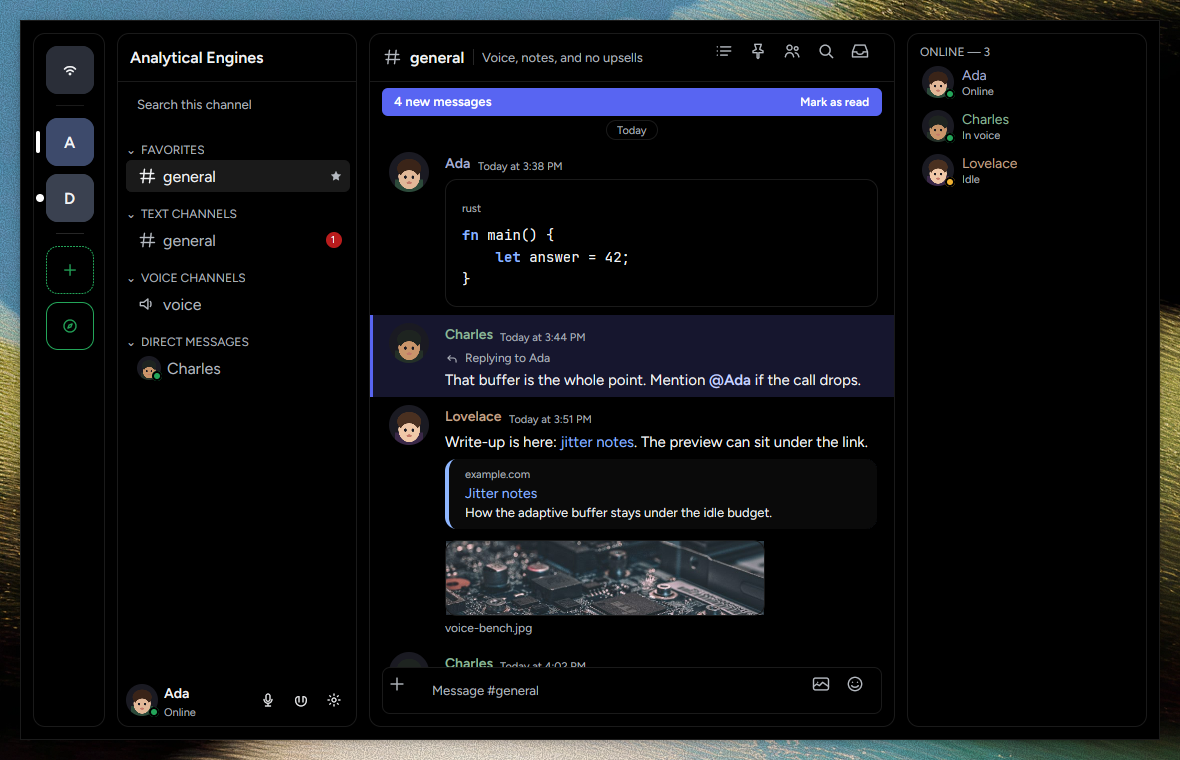 Analytical Engines
Search this channel
FAVORITES
general
TEXT CHANNELS
general
1
VOICE CHANNELS
voice
DIRECT MESSAGES
Charles
A
D
Ada
Online
# general
Voice, notes, and no upsells
4 new messages
Mark as read
Today
Ada Today at 3:38 PM
rust
fn main() {
let answer = 42;
}
Charles Today at 3:44 PM
Replying to Ada
That buffer is the whole point. Mention @Ada if the call drops.
Lovelace Today at 3:51 PM
Write-up is here: jitter notes. The preview can sit under the link.
example.com
Jitter notes
How the adaptive buffer stays under the idle budget.
voice-bench.jpg
Charles Today at 4:02 PM
Message #general
ONLINE — 3
Ada
Online
Charles
In voice
Lovelace
Idle